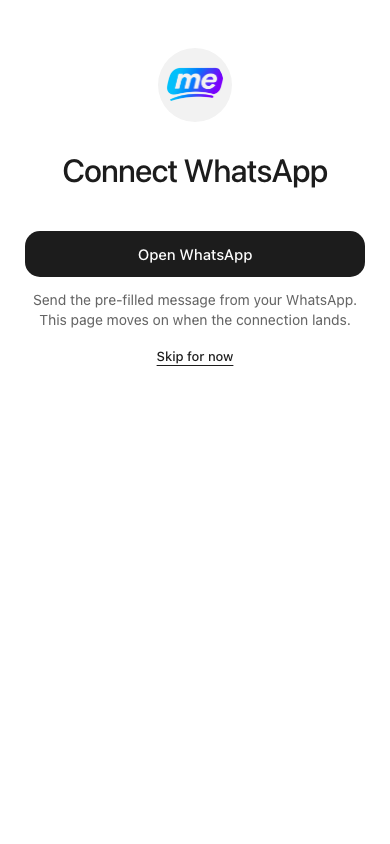 me
Connect WhatsApp
Open WhatsApp
Send the pre-filled message from your WhatsApp.
This page moves on when the connection lands.
Skip for now